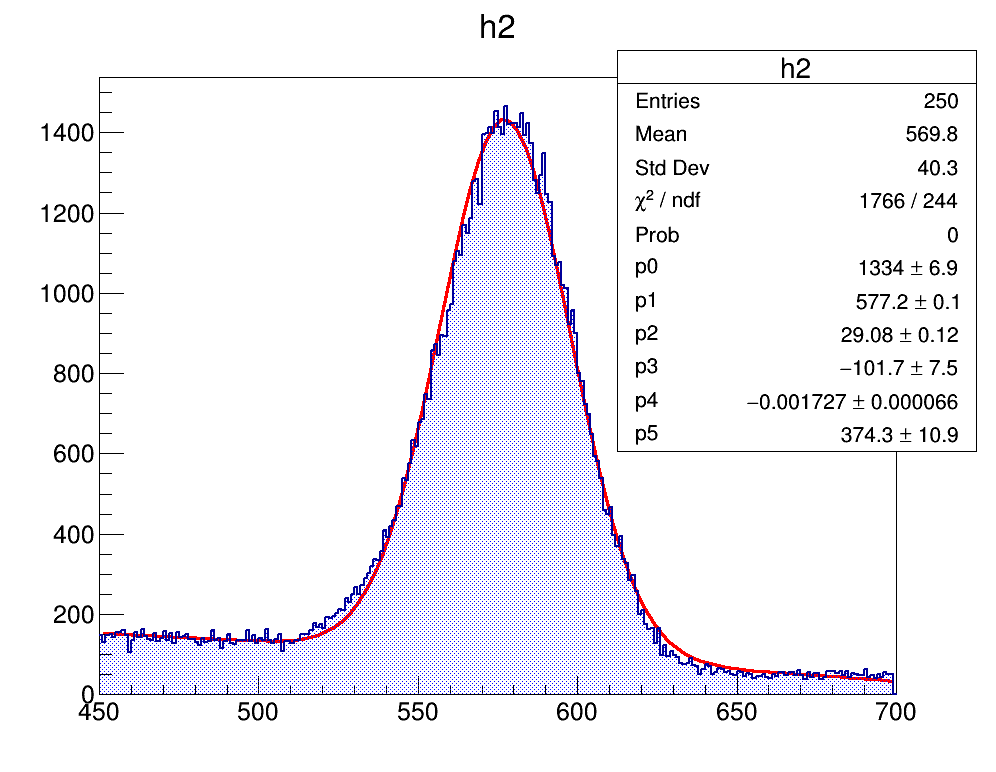 h2
h2
Entries 250
Mean 569.8
Std Dev 40.3
χ² / ndf 1766 / 244
Prob 0
p0 1334 ± 6.9
p1 577.2 ± 0.1
p2 29.08 ± 0.12
p3 −101.7 ± 7.5
p4 −0.001727 ± 0.000066
p5 374.3 ± 10.9
1400
1200
1000
800
600
400
200
0
450 500 550 600 650 700